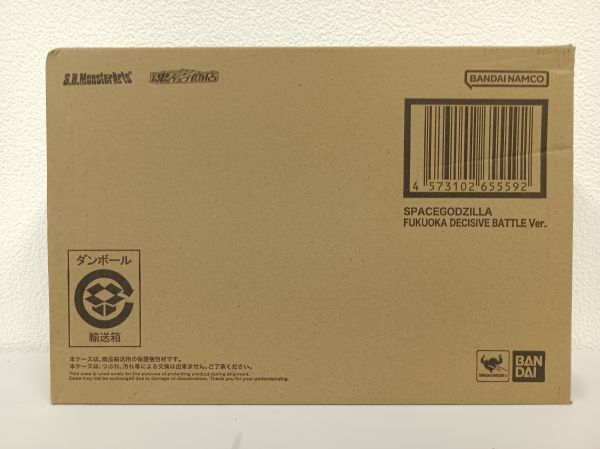 S.H.MonsterArts
魂ウェブ商店
BANDAI NAMCO
4 573102 655592
SPACEGODZILLA
FUKUOKA DECISIVE BATTLE Ver.
ダンボール
輸送箱
本ケースは、商品輸送用の保護梱包材です。
本ケースは、つぶれ、汚れ等による交換は出来ません。ご了承ください。
This case is used solely for the purpose of protecting product during shipment.
Case may not be exchanged due to damage or discoloration. Thank you for your understanding.
BAN
DAI